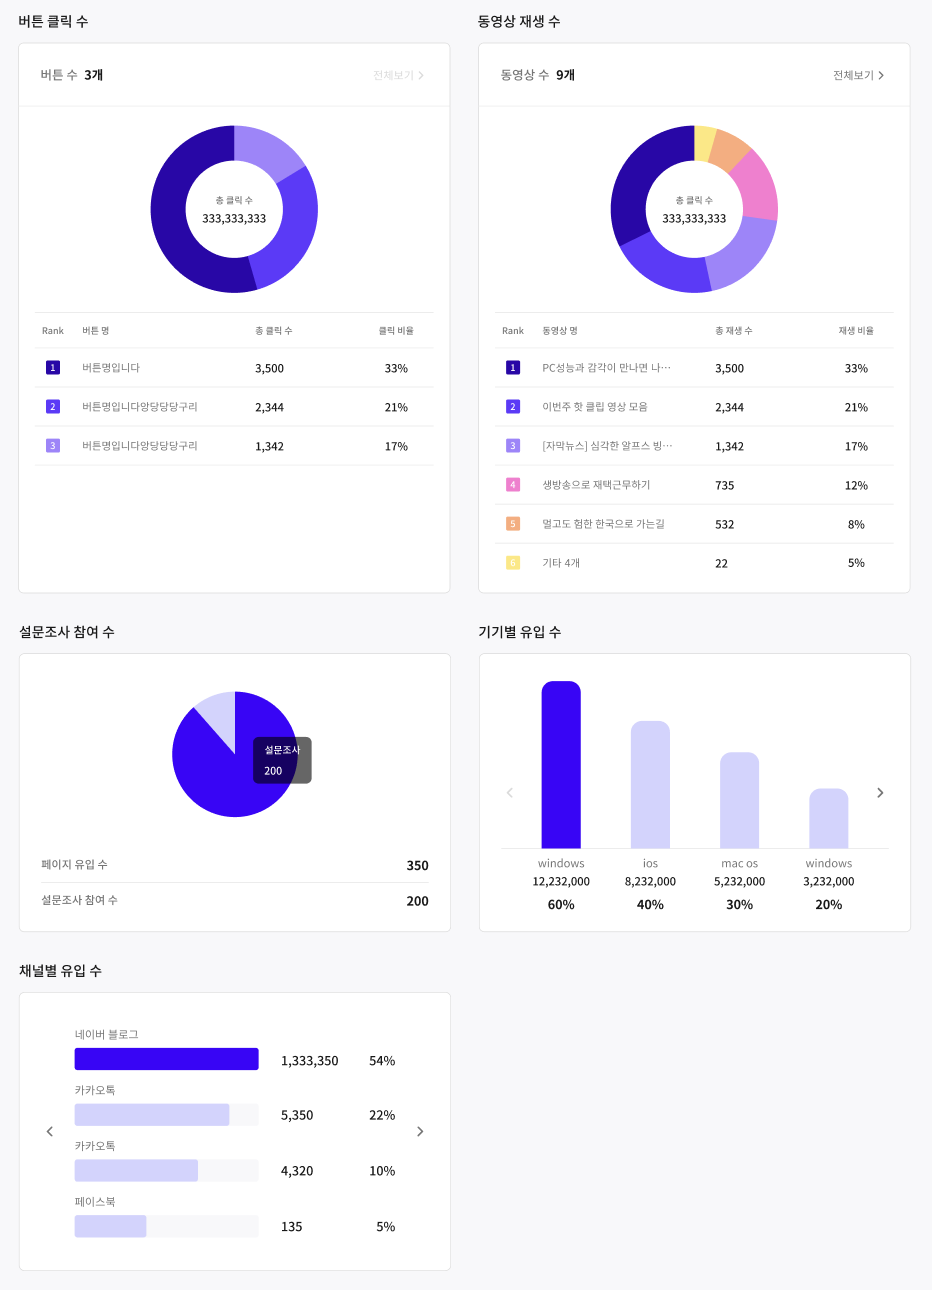 버튼 클릭 수
버튼 수 3개
전체보기
총 클릭 수
333,333,333
Rank 버튼 명 총 클릭 수 클릭 비율
1 버튼명입니다 3,500 33%
2 버튼명입니다앙당당당구리 2,344 21%
3 버튼명입니다앙당당당구리 1,342 17%
동영상 재생 수
동영상 수 9개
전체보기
총 클릭 수
333,333,333
Rank 동영상 명 총 재생 수 재생 비율
1 PC성능과 감각이 만나면 나… 3,500 33%
2 이번주 핫 클립 영상 모음 2,344 21%
3 [자막뉴스] 심각한 알프스 빙… 1,342 17%
4 생방송으로 재택근무하기 735 12%
5 멀고도 험한 한국으로 가는길 532 8%
6 기타 4개 22 5%
설문조사 참여 수
설문조사
200
페이지 유입 수 350
설문조사 참여 수 200
기기별 유입 수
windows ios mac os windows
12,232,000 8,232,000 5,232,000 3,232,000
60% 40% 30% 20%
채널별 유입 수
네이버 블로그
1,333,350 54%
카카오톡
5,350 22%
카카오톡
4,320 10%
페이스북
135 5%